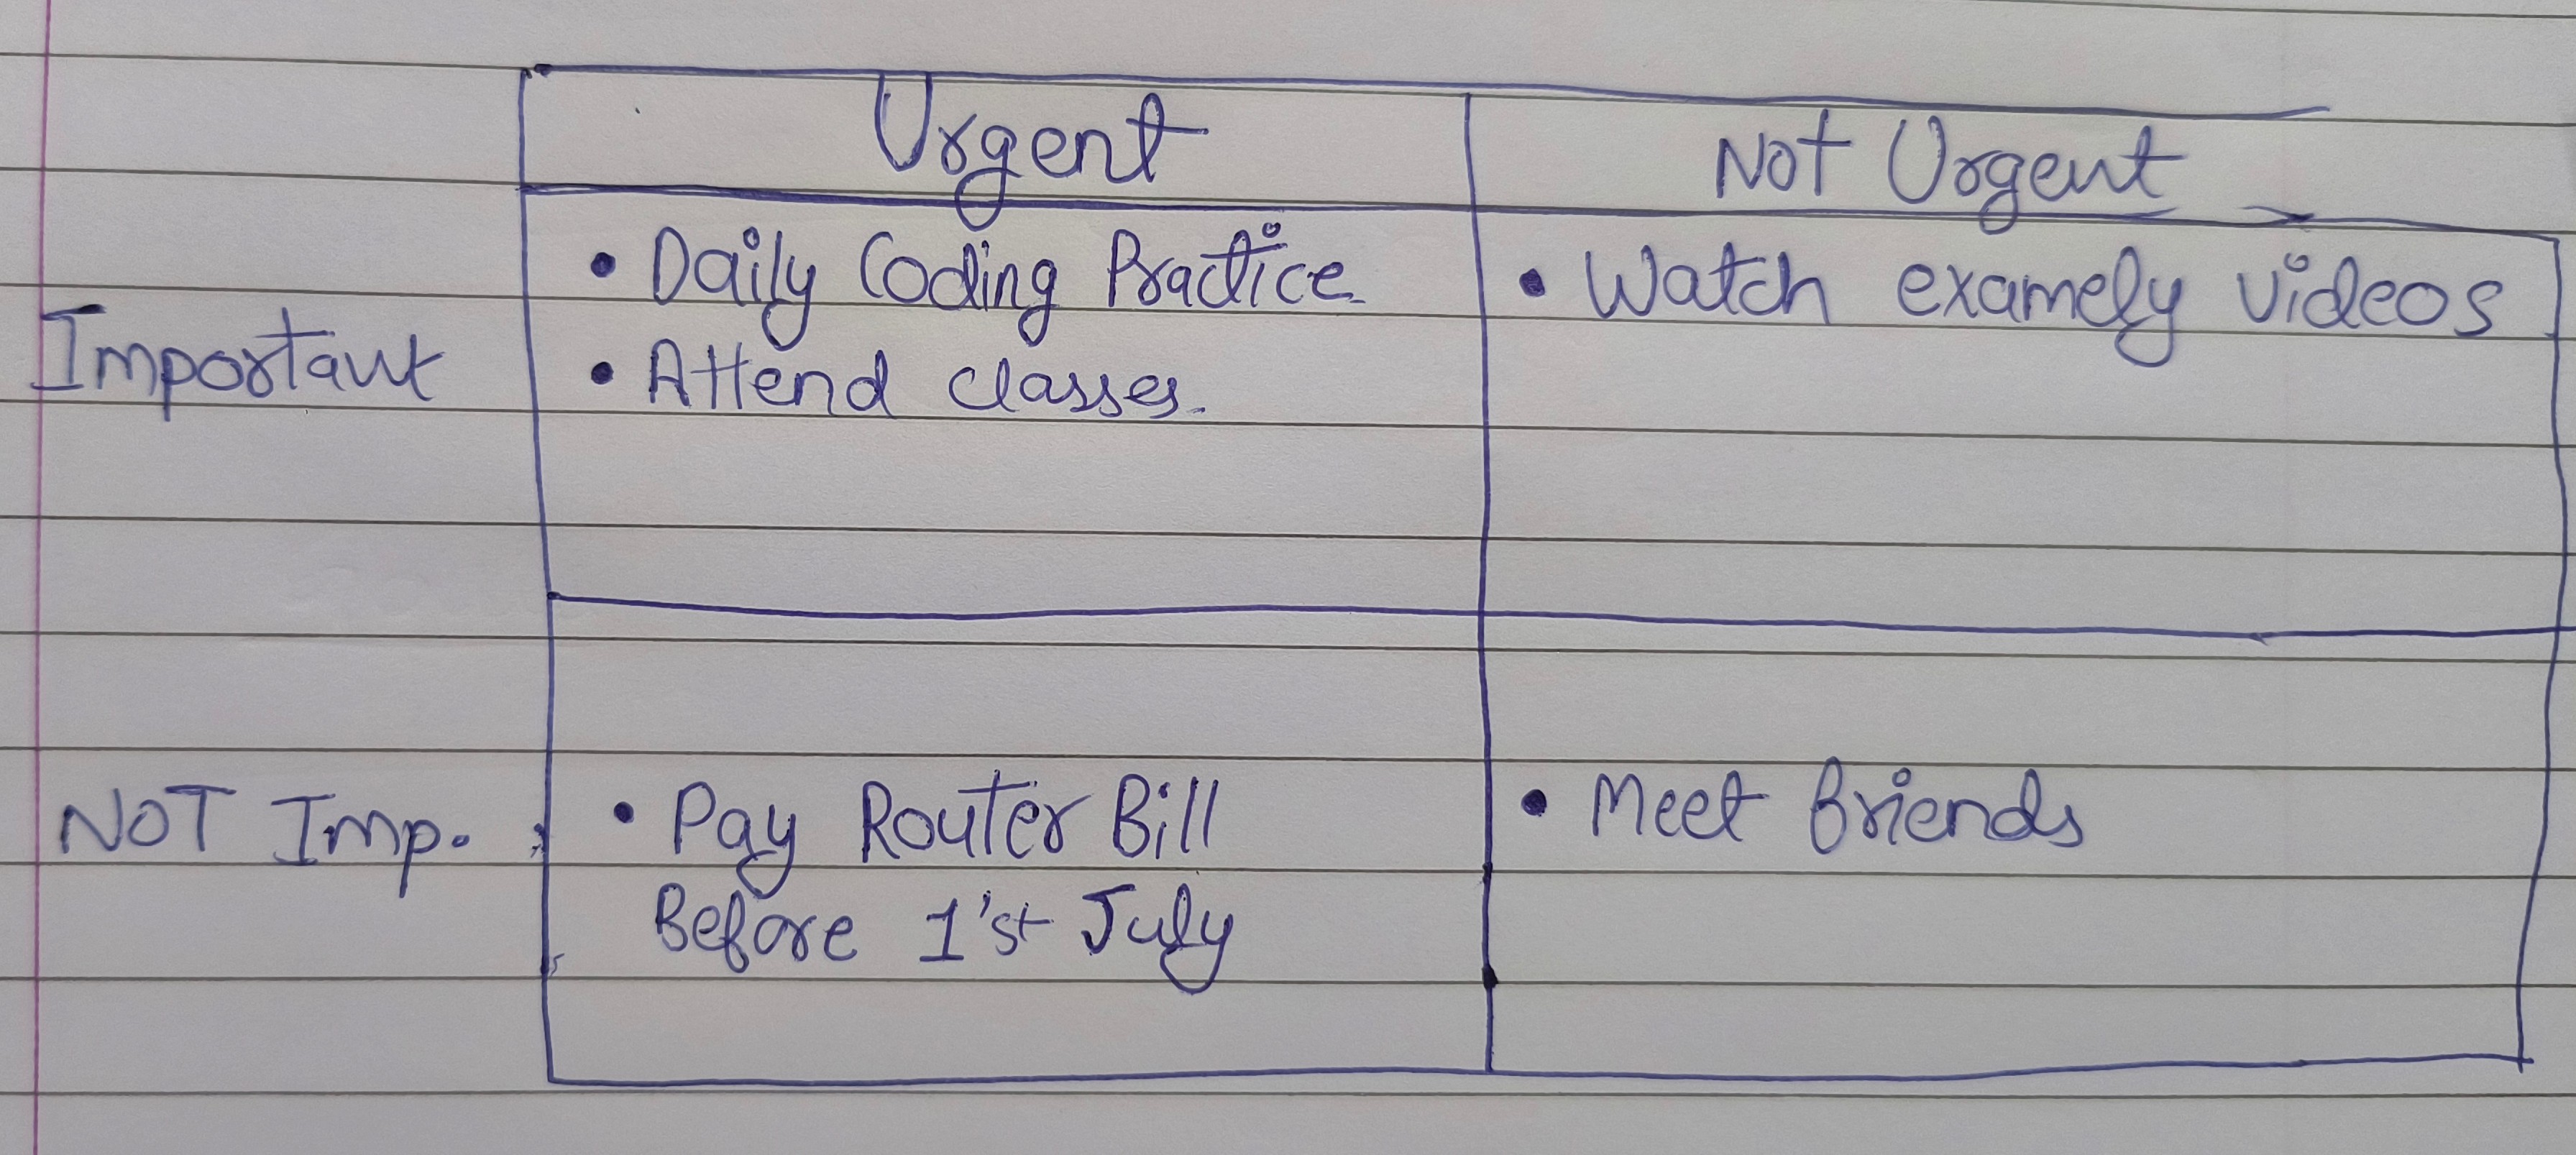 Urgent
Not Urgent
Important
• Daily Coding Practice
• Attend classes.
• Watch examely videos
NOT Imp.
• Pay Router Bill
Before 1'st July
• Meet friends